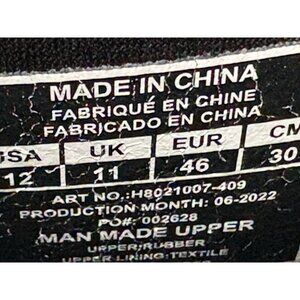 MADE IN CHINA
FABRIQUÉ EN CHINE
FABRICADO EN CHINA
USA UK EUR CM
12 11 46 30
ART NO.:H8021007-409
PRODUCTION MONTH: 06-2022
PO#: 002628
MAN MADE UPPER
UPPER:RUBBER
UPPER LINING:TEXTILE